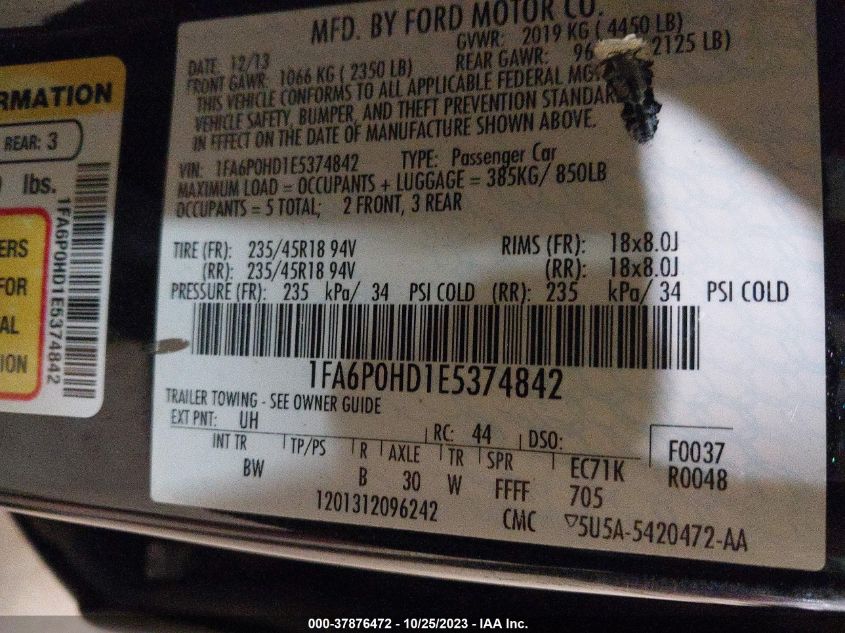 MFD. BY FORD MOTOR CO.
DATE 12/13 GVWR: 2019 KG ( 4450 LB)
FRONT GAWR: 1066 KG ( 2350 LB) REAR GAWR: 96 2125 LB)
THIS VEHICLE CONFORMS TO ALL APPLICABLE FEDERAL
VEHICLE SAFETY, BUMPER, AND THEFT PREVENTION
IN EFFECT ON THE DATE OF MANUFACTURE SHOWN ABOVE.
VIN: 1FA6P0HD1E5374842 TYPE: Passenger Car
MAXIMUM LOAD = OCCUPANTS + LUGGAGE = 385KG/ 850LB
OCCUPANTS = 5 TOTAL; 2 FRONT, 3 REAR
TIRE (FR): 235/45R18 94V RIMS (FR): 18x8.0J
(RR): 235/45R18 94V (RR): 18x8.0J
PRESSURE (FR): 235 kPa/ 34 PSI COLD (RR): 235 kPa/ 34 PSI COLD
1FA6P0HD1E5374842
TRAILER TOWING - SEE OWNER GUIDE
EXT PNT: UH RC: 44 DSO: F0037
INT TR TP/PS R AXLE TR SPR EC71K R0048
BW B 30 W FFFF 705
1201312096242 CMC 5U5A-5420472-AA
REAR: 3
lbs.
1FA6P0HD1E5374842
FOR
000-37876472 - 10/25/2023 - IAA Inc.